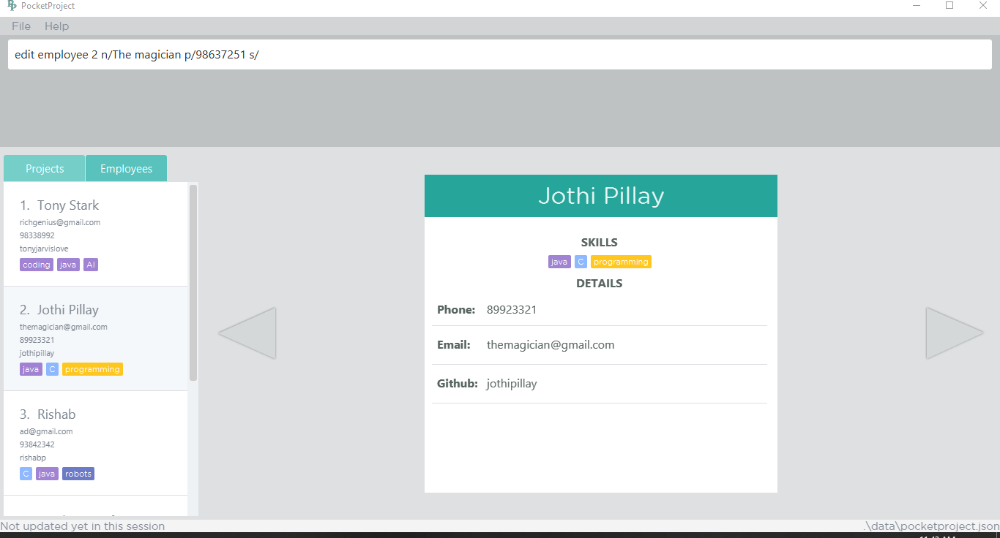 PocketProject
File Help
edit employee 2 n/The magician p/98637251 s/
Projects Employees
1. Tony Stark
richgenius@gmail.com
98338992
tonyjarvislove
coding java AI
2. Jothi Pillay
themagician@gmail.com
89923321
jothipillay
java C programming
3. Rishab
ad@gmail.com
93842342
rishabp
C java robots
Jothi Pillay
SKILLS
java C programming
DETAILS
Phone: 89923321
Email: themagician@gmail.com
Github: jothipillay
Not updated yet in this session
.\data\pocketproject.json